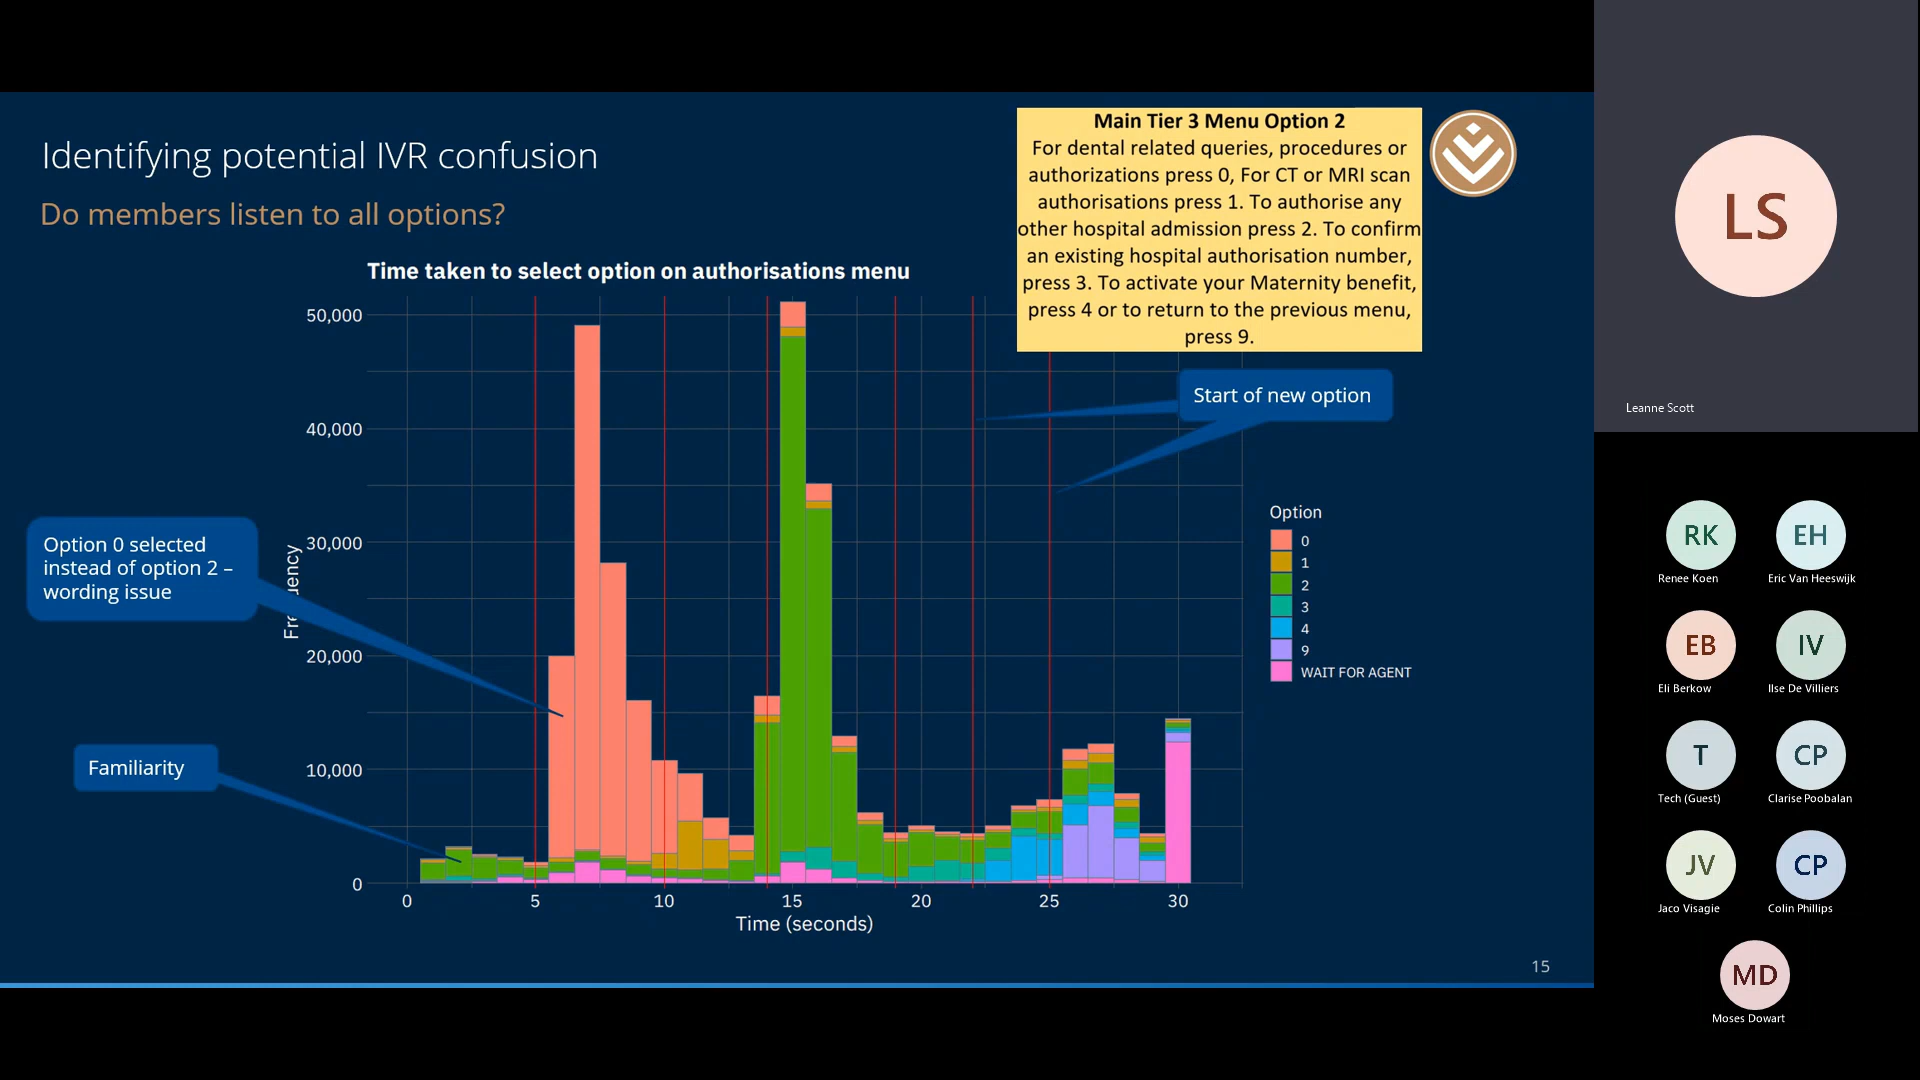 Identifying potential IVR confusion
Do members listen to all options?
Main Tier 3 Menu Option 2
For dental related queries, procedures or
authorizations press 0, For CT or MRI scan
authorisations press 1. To authorise any
other hospital admission press 2. To confirm
an existing hospital authorisation number,
press 3. To activate your Maternity benefit,
press 4 or to return to the previous menu,
press 9.
Time taken to select option on authorisations menu
50,000
40,000
30,000
20,000
10,000
0
0
5
10
15
20
25
30
Time (seconds)
Start of new option
Option 0 selected
instead of option 2 –
wording issue
Familiarity
Option
0
1
2
3
4
9
WAIT FOR AGENT
15
LS
Leanne Scott
RK
Renee Koen
EH
Eric Van Heeswijk
EB
Eli Berkow
IV
Ilse De Villiers
T
Tech (Guest)
CP
Clarise Poobalan
JV
Jaco Visagie
CP
Colin Phillips
MD
Moses Dowart